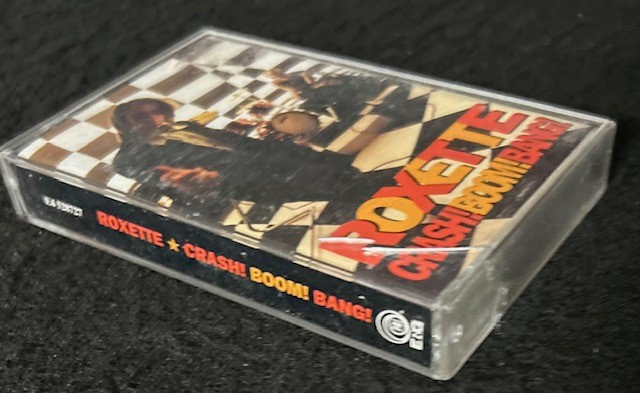 ROXETTE
CRASH! BOOM! BANG!
ROXETTE ★ CRASH! BOOM! BANG!
EMI